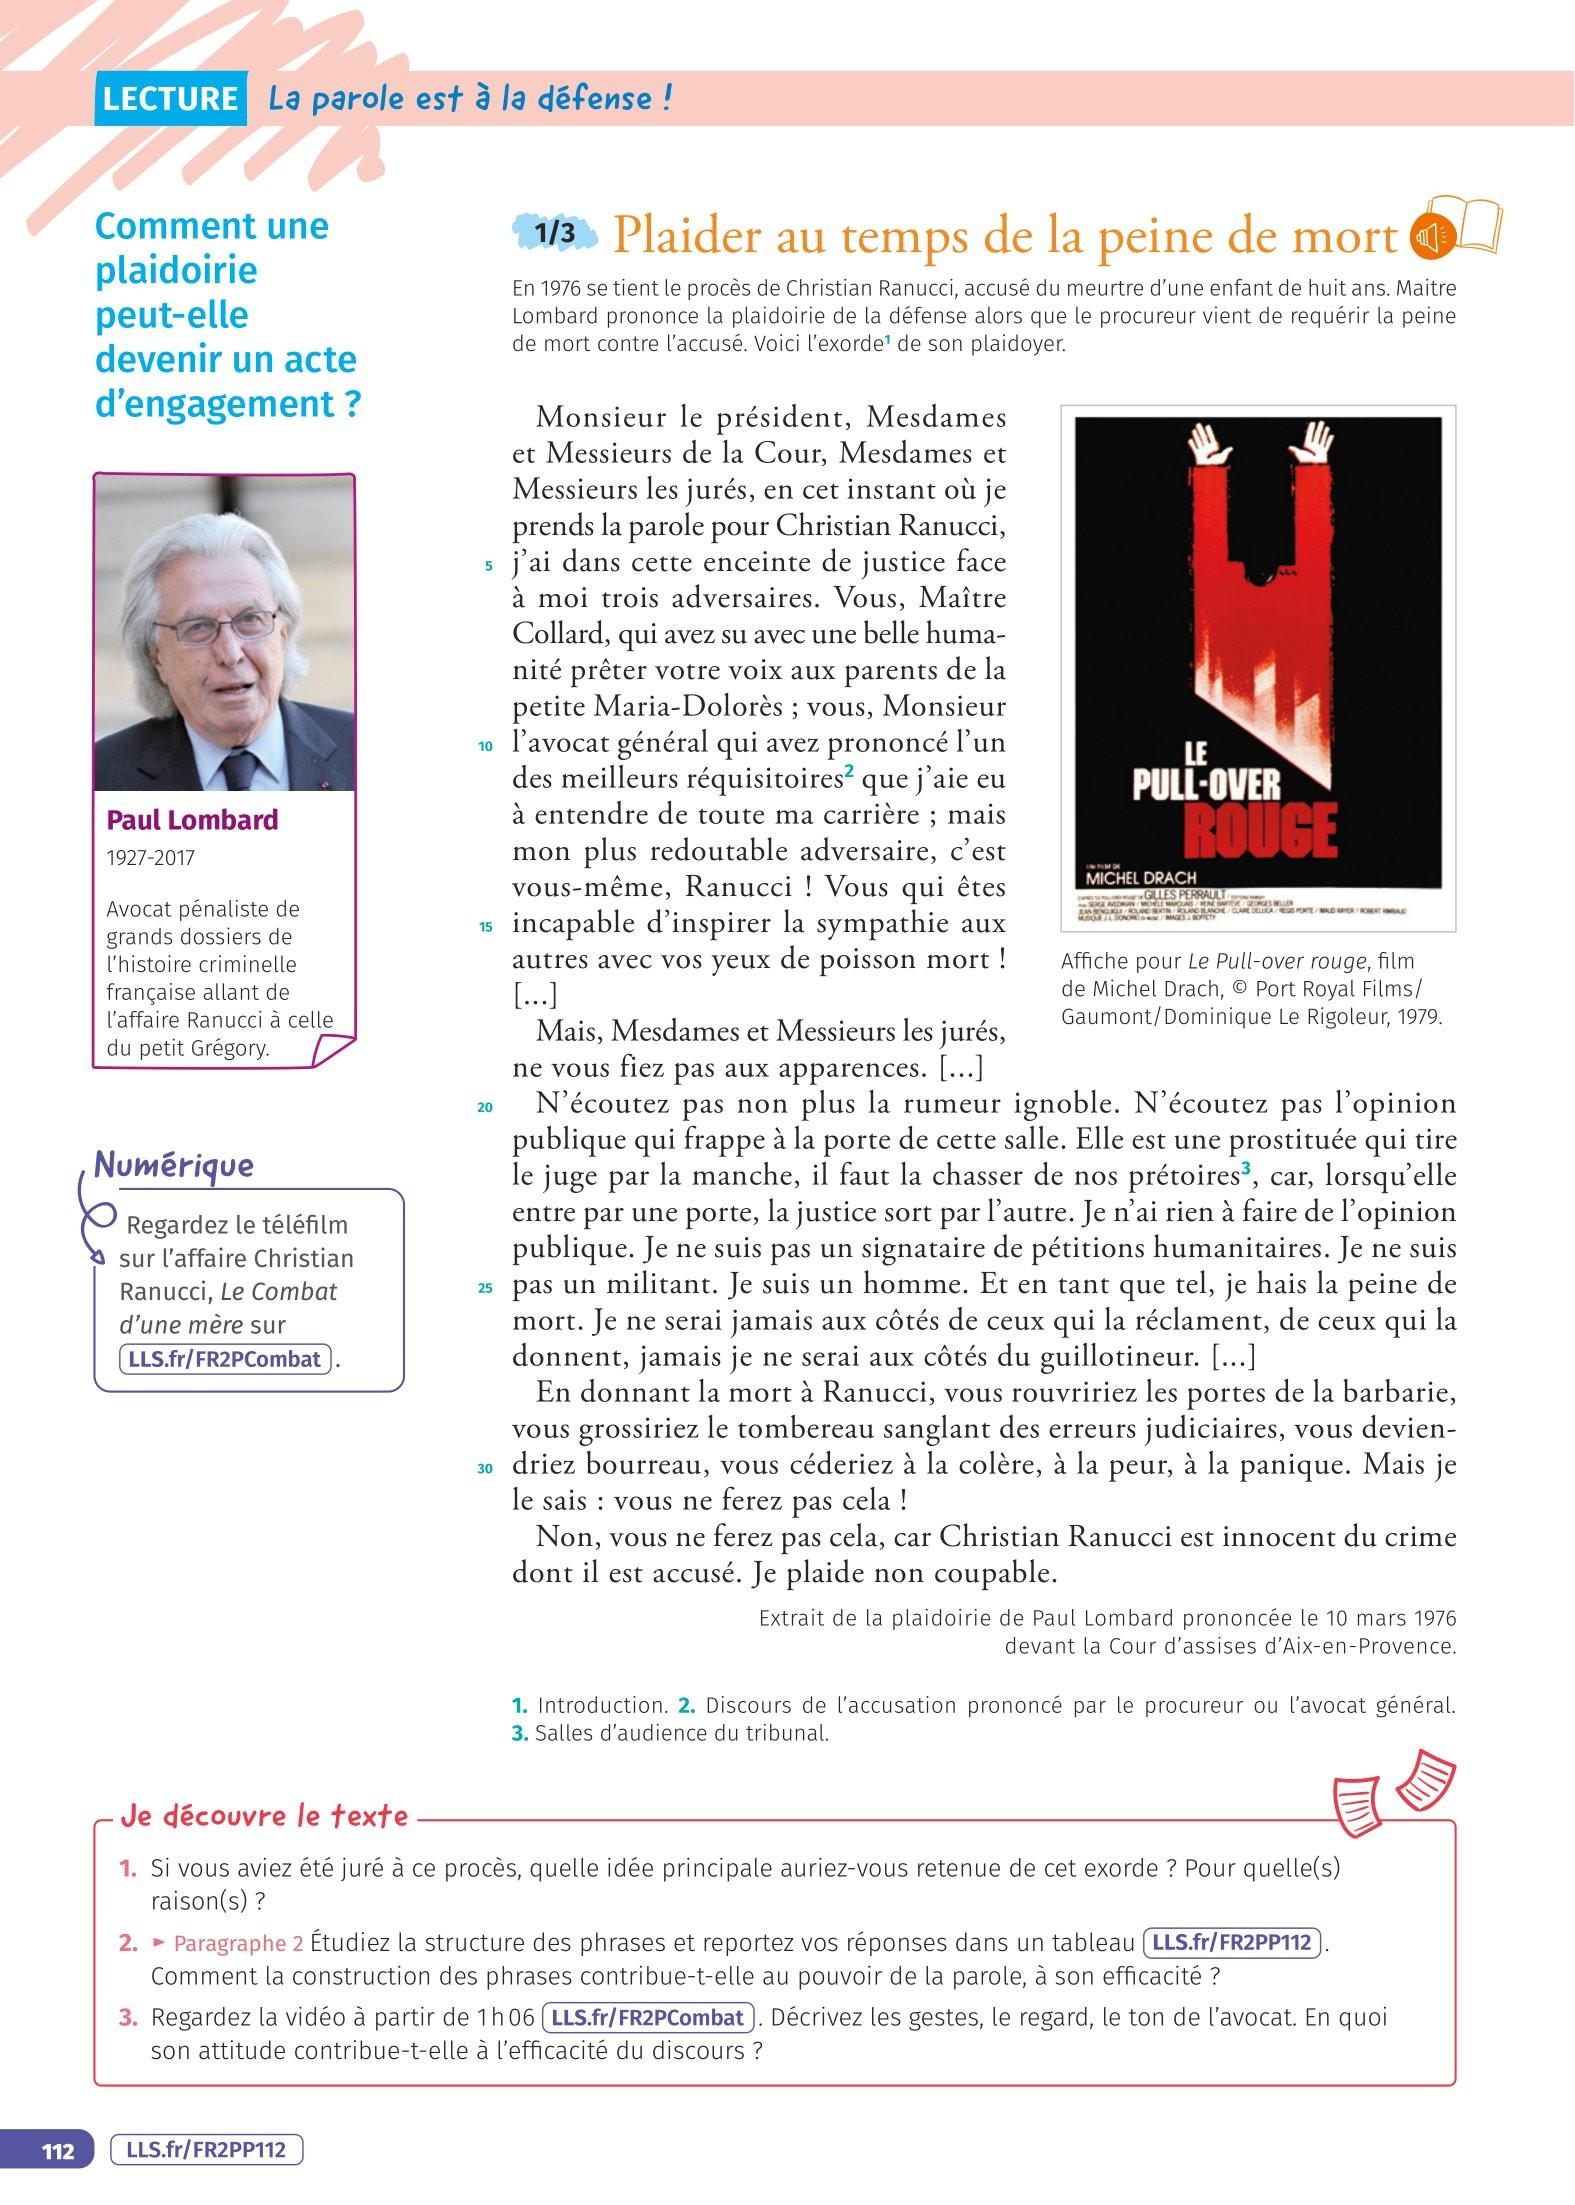 LECTURE La parole est à la défense !
Comment une
plaidoirie
peut-elle
devenir un acte
d'engagement ?
Paul Lombard
1927-2017
Avocat pénaliste de
grands dossiers de
l'histoire criminelle
française allant de
l'affaire Ranucci à celle
du petit Grégory.
Numérique
Regardez le téléfilm
sur l'affaire Christian
Ranucci, Le Combat
d'une mère sur
LLS.fr/FR2PCombat .
1/3 Plaider au temps de la peine de mort
En 1976 se tient le procès de Christian Ranucci, accusé du meurtre d'une enfant de huit ans. Maitre
Lombard prononce la plaidoirie de la défense alors que le procureur vient de requérir la peine
de mort contre l'accusé. Voici l'exorde1 de son plaidoyer.
Monsieur le président, Mesdames
et Messieurs de la Cour, Mesdames et
Messieurs les jurés, en cet instant où je
prends la parole pour Christian Ranucci,
5 j'ai dans cette enceinte de justice face
à moi trois adversaires. Vous, Maître
Collard, qui avez su avec une belle huma-
nité prêter votre voix aux parents de la
petite Maria-Dolorès ; vous, Monsieur
10 l'avocat général qui avez prononcé l'un
des meilleurs réquisitoires2 que j'aie eu
à entendre de toute ma carrière ; mais
mon plus redoutable adversaire, c'est
vous-même, Ranucci ! Vous qui êtes
15 incapable d'inspirer la sympathie aux
autres avec vos yeux de poisson mort !
[...]
Mais, Mesdames et Messieurs les jurés,
ne vous fiez pas aux apparences. [...]
20 N'écoutez pas non plus la rumeur ignoble. N'écoutez pas l'opinion
publique qui frappe à la porte de cette salle. Elle est une prostituée qui tire
le juge par la manche, il faut la chasser de nos prétoires3, car, lorsqu'elle
entre par une porte, la justice sort par l'autre. Je n'ai rien à faire de l'opinion
publique. Je ne suis pas un signataire de pétitions humanitaires. Je ne suis
25 pas un militant. Je suis un homme. Et en tant que tel, je hais la peine de
mort. Je ne serai jamais aux côtés de ceux qui la réclament, de ceux qui la
donnent, jamais je ne serai aux côtés du guillotineur. [...]
En donnant la mort à Ranucci, vous rouvririez les portes de la barbarie,
vous grossiriez le tombereau sanglant des erreurs judiciaires, vous devien-
30 driez bourreau, vous céderiez à la colère, à la peur, à la panique. Mais je
le sais : vous ne ferez pas cela !
Non, vous ne ferez pas cela, car Christian Ranucci est innocent du crime
dont il est accusé. Je plaide non coupable.
Extrait de la plaidoirie de Paul Lombard prononcée le 10 mars 1976
devant la Cour d'assises d'Aix-en-Provence.
LE
PULL-OVER
ROUGE
UN FILM DE
MICHEL DRACH
GILLES PERRAULT
Affiche pour Le Pull-over rouge, film
de Michel Drach, © Port Royal Films/
Gaumont/Dominique Le Rigoleur, 1979.
1. Introduction. 2. Discours de l'accusation prononcé par le procureur ou l'avocat général.
3. Salles d'audience du tribunal.
Je découvre le texte
1. Si vous aviez été juré à ce procès, quelle idée principale auriez-vous retenue de cet exorde ? Pour quelle(s)
raison(s) ?
2. ► Paragraphe 2 Étudiez la structure des phrases et reportez vos réponses dans un tableau LLS.fr/FR2PP112 .
Comment la construction des phrases contribue-t-elle au pouvoir de la parole, à son efficacité ?
3. Regardez la vidéo à partir de 1 h 06 LLS.fr/FR2PCombat . Décrivez les gestes, le regard, le ton de l'avocat. En quoi
son attitude contribue-t-elle à l'efficacité du discours ?
112 LLS.fr/FR2PP112